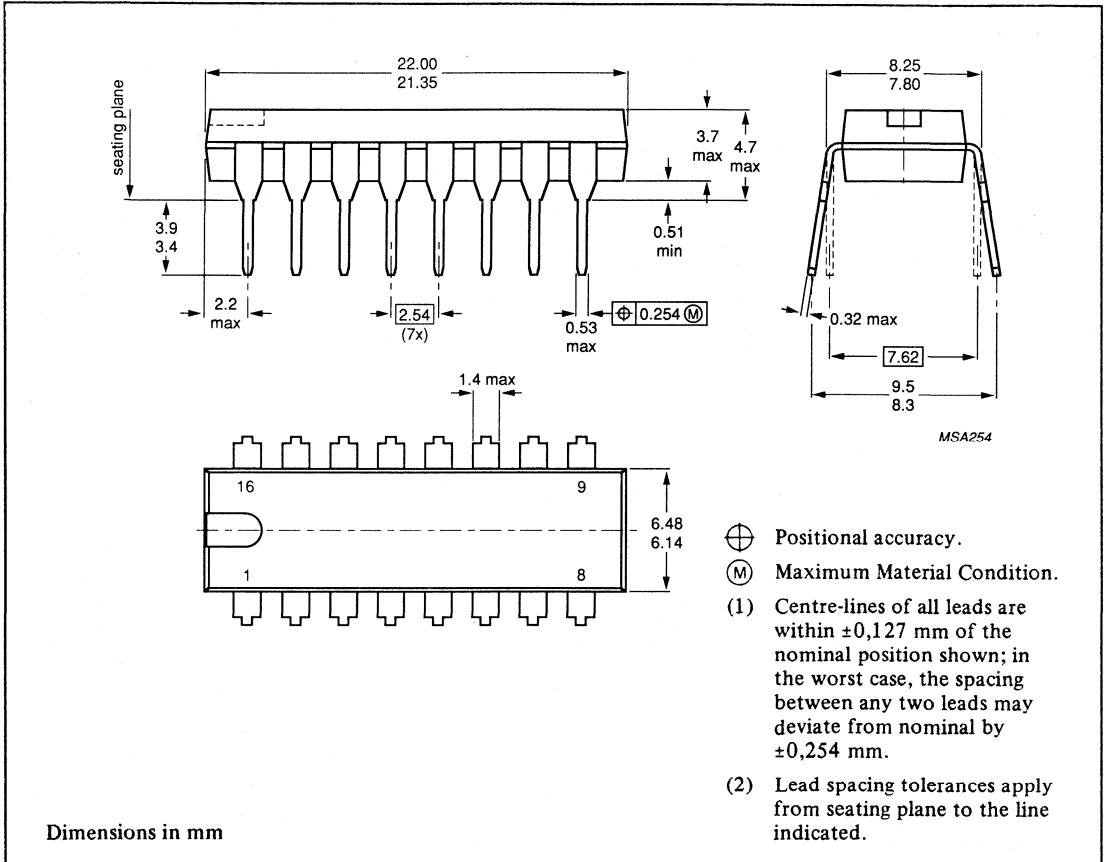 22.00
21.35
8.25
7.80
seating plane
3.7
max
4.7
max
3.9
3.4
0.51
min
2.2
max
2.54
(7x)
0.53
max
⌖ 0.254 Ⓜ
0.32 max
7.62
9.5
8.3
MSA254
1.4 max
16
9
6.48
6.14
1
8
⌖ Positional accuracy.
Ⓜ Maximum Material Condition.
(1) Centre-lines of all leads are
within ±0,127 mm of the
nominal position shown; in
the worst case, the spacing
between any two leads may
deviate from nominal by
±0,254 mm.
(2) Lead spacing tolerances apply
from seating plane to the line
indicated.
Dimensions in mm